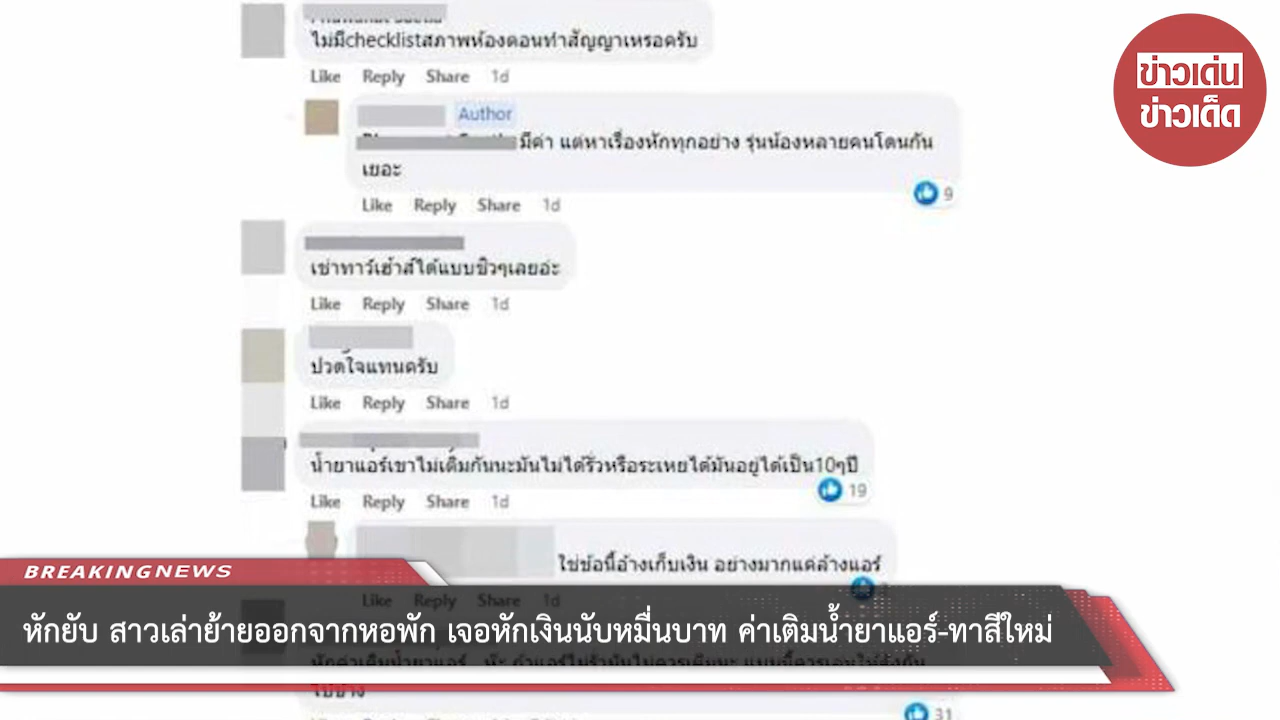 ไม่มีchecklistสภาพห้องตอนทำสัญญาเหรอครับ
Like Reply Share 1d
Author
มีค่า แต่หาเรื่องหักทุกอย่าง รุ่นน้องหลายคนโดนกัน
เยอะ
Like Reply Share 1d
9
เช่าทาว์เฮ้าส์ได้แบบชิวๆเลยอ่ะ
Like Reply Share 1d
ปวดใจแทนครับ
Like Reply Share 1d
น้ำยาแอร์เขาไม่เติมกันนะมันไม่ได้รั่วหรือระเหยได้มันอยู่ได้เป็น10ๆปี
19
Like Reply Share 1d
ใช่ข้อนี้อ้างเก็บเงิน อย่างมากแค่ล้างแอร์
Like Reply Share 1d
31
ข่าวเด่น
ข่าวเด็ด
BREAKINGNEWS
หักยับ สาวเล่าย้ายออกจากหอพัก เจอหักเงินนับหมื่นบาท ค่าเติมน้ำยาแอร์-ทาสีใหม่